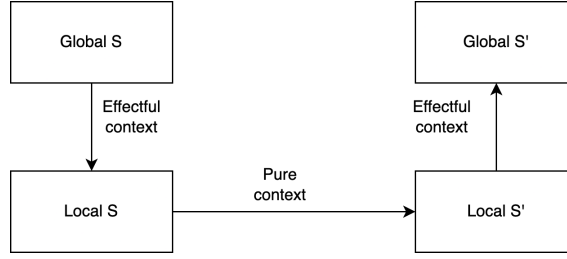 Global S
Global S'
Effectful
context
Effectful
context
Pure
context
Local S
Local S'